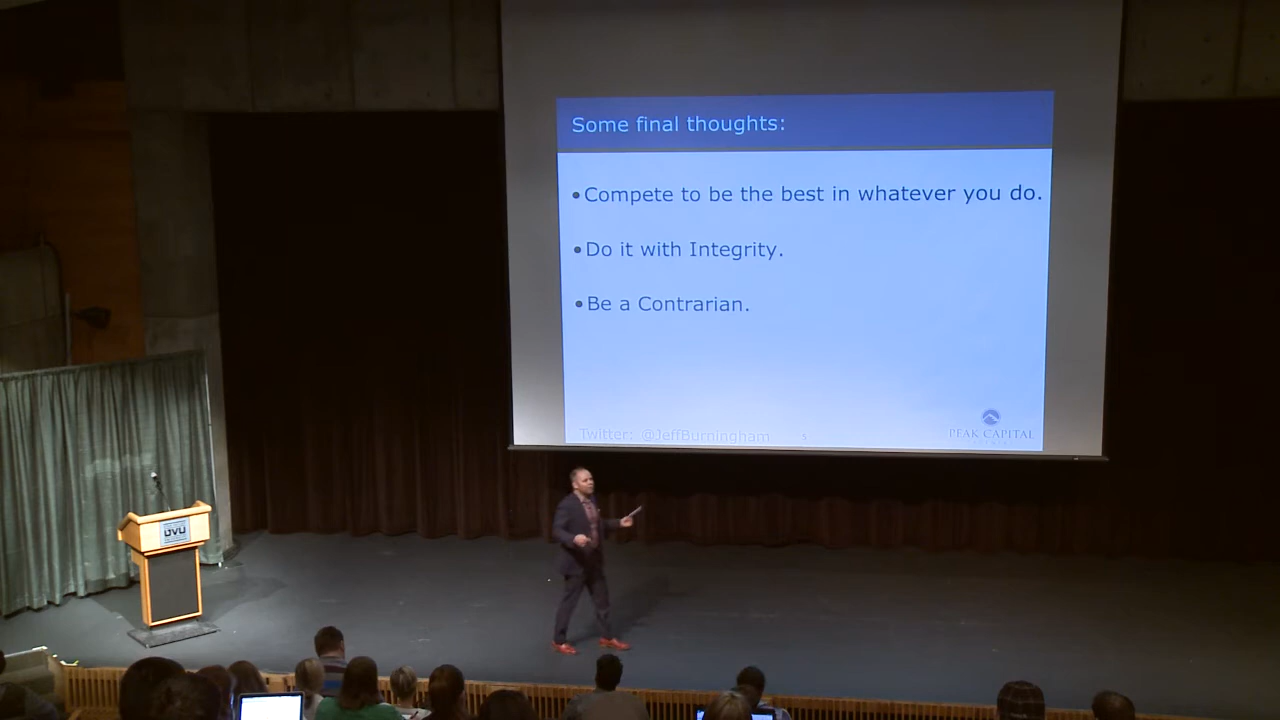 Some final thoughts:
•Compete to be the best in whatever you do.
•Do it with Integrity.
•Be a Contrarian.
Twitter: @JeffBurningham
5
PEAK CAPITAL
UVU